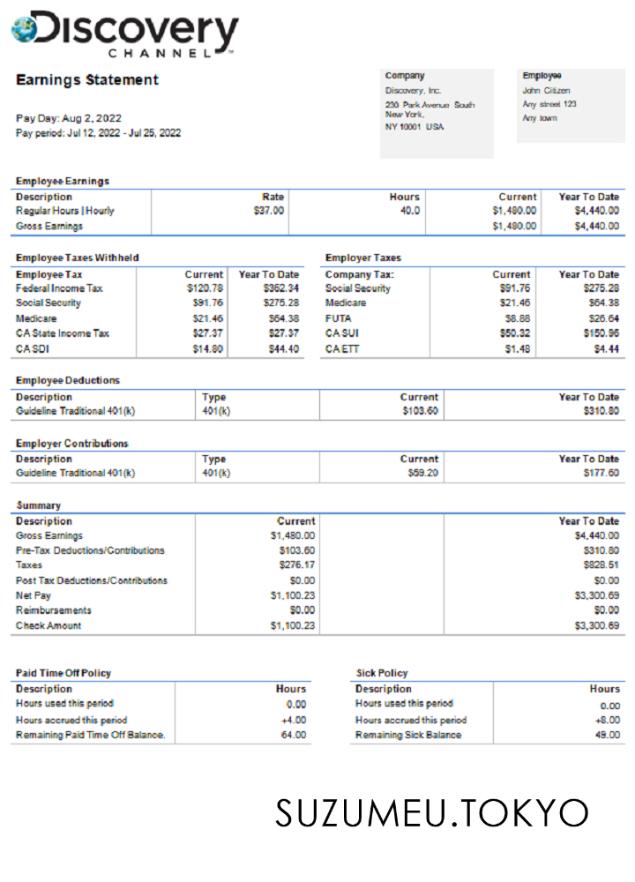 Discovery
CHANNEL
Earnings Statement
Pay Day: Aug 2, 2022
Pay period: Jul 12, 2022 - Jul 25, 2022
Company
Discovery, Inc.
230 Park Avenue South
New York,
NY 10001 USA
Employee
John Citizen
Any street 123
Any town
Employee Earnings
Description Rate Hours Current Year To Date
Regular Hours | Hourly $37.00 40.0 $1,480.00 $4,440.00
Gross Earnings $1,480.00 $4,440.00
Employee Taxes Withheld
Employee Tax Current Year To Date
Federal Income Tax $120.78 $362.34
Social Security $91.76 $275.28
Medicare $21.46 $64.38
CA State Income Tax $27.37 $27.37
CA SDI $14.80 $44.40
Employer Taxes
Company Tax: Current Year To Date
Social Security $91.76 $275.28
Medicare $21.46 $64.38
FUTA $8.88 $26.64
CA SUI $50.32 $150.96
CA ETT $1.48 $4.44
Employee Deductions
Description Type Current Year To Date
Guideline Traditional 401(k) 401(k) $103.60 $310.80
Employer Contributions
Description Type Current Year To Date
Guideline Traditional 401(k) 401(k) $59.20 $177.60
Summary
Description Current Year To Date
Gross Earnings $1,480.00 $4,440.00
Pre-Tax Deductions/Contributions $103.60 $310.80
Taxes $276.17 $828.51
Post Tax Deductions/Contributions $0.00 $0.00
Net Pay $1,100.23 $3,300.69
Reimbursements $0.00 $0.00
Check Amount $1,100.23 $3,300.69
Paid Time Off Policy
Description Hours
Hours used this period 0.00
Hours accrued this period +4.00
Remaining Paid Time Off Balance. 64.00
Sick Policy
Description Hours
Hours used this period 0.00
Hours accrued this period +8.00
Remaining Sick Balance 49.00
SUZUMEU.TOKYO